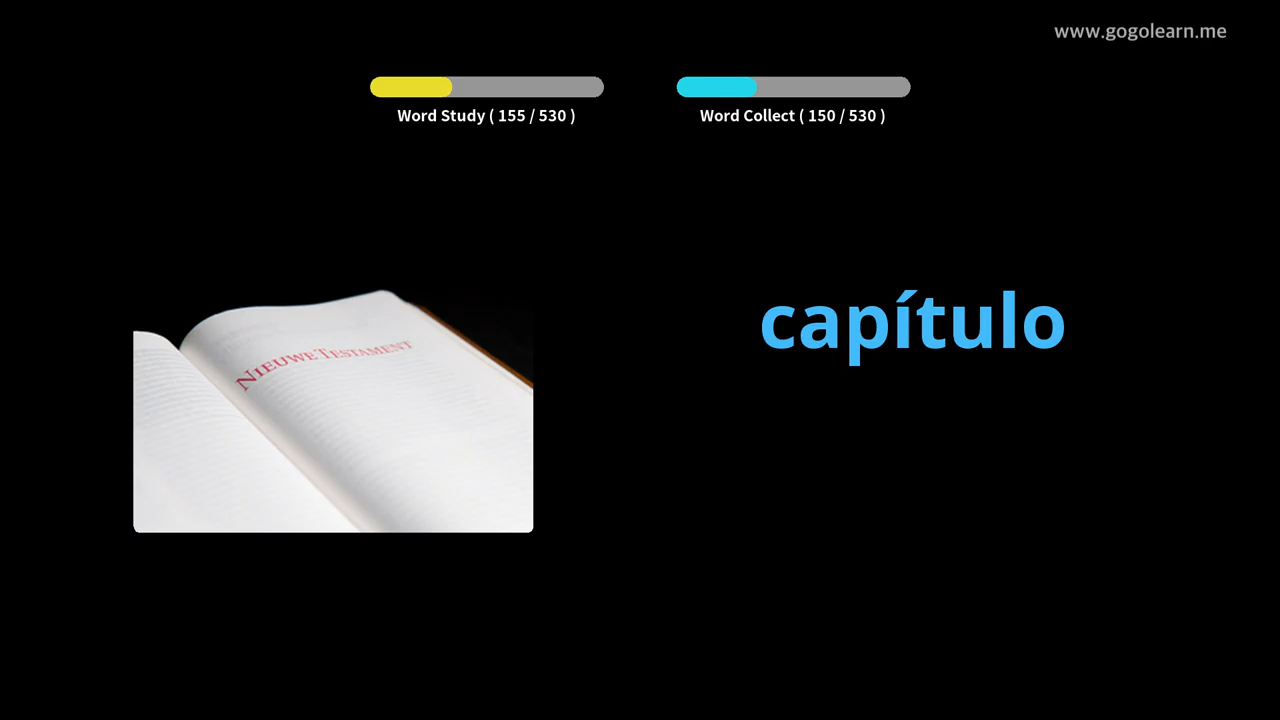 www.gogolearn.me
Word Study ( 155 / 530 )
Word Collect ( 150 / 530 )
NIEUWE TESTAMENT
capítulo